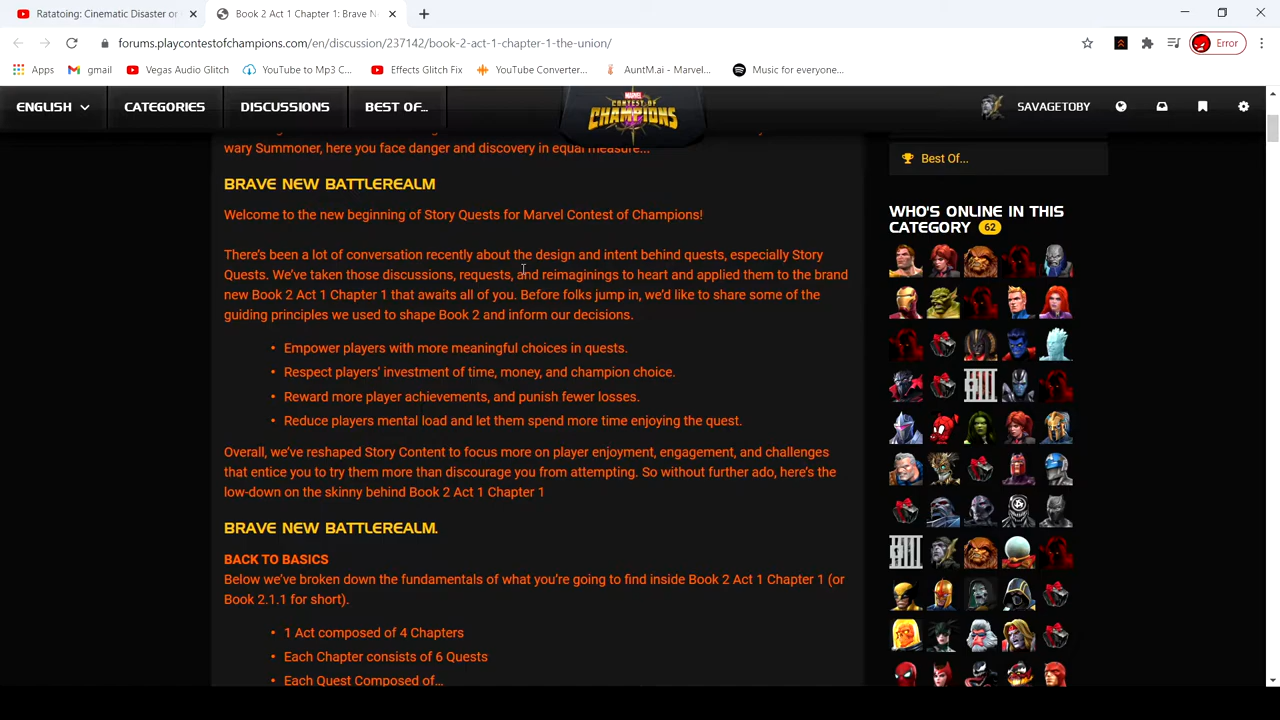 Ratatoing: Cinematic Disaster or
Book 2 Act 1 Chapter 1: Brave N
forums.playcontestofchampions.com/en/discussion/237142/book-2-act-1-chapter-1-the-union/
Error
Apps
gmail
Vegas Audio Glitch
YouTube to Mp3 C...
Effects Glitch Fix
YouTube Converter...
AuntM.ai - Marvel...
Music for everyone...
ENGLISH
CATEGORIES
DISCUSSIONS
BEST OF...
MARVEL
CONTEST OF
CHAMPIONS
SAVAGETOBY
wary Summoner, here you face danger and discovery in equal measure...
BRAVE NEW BATTLEREALM
Welcome to the new beginning of Story Quests for Marvel Contest of Champions!
There's been a lot of conversation recently about the design and intent behind quests, especially Story
Quests. We've taken those discussions, requests, and reimaginings to heart and applied them to the brand
new Book 2 Act 1 Chapter 1 that awaits all of you. Before folks jump in, we'd like to share some of the
guiding principles we used to shape Book 2 and inform our decisions.
• Empower players with more meaningful choices in quests.
• Respect players' investment of time, money, and champion choice.
• Reward more player achievements, and punish fewer losses.
• Reduce players mental load and let them spend more time enjoying the quest.
Overall, we've reshaped Story Content to focus more on player enjoyment, engagement, and challenges
that entice you to try them more than discourage you from attempting. So without further ado, here's the
low-down on the skinny behind Book 2 Act 1 Chapter 1
BRAVE NEW BATTLEREALM.
BACK TO BASICS
Below we've broken down the fundamentals of what you're going to find inside Book 2 Act 1 Chapter 1 (or
Book 2.1.1 for short).
• 1 Act composed of 4 Chapters
• Each Chapter consists of 6 Quests
• Each Quest Composed of...
Best Of...
WHO'S ONLINE IN THIS
CATEGORY 62